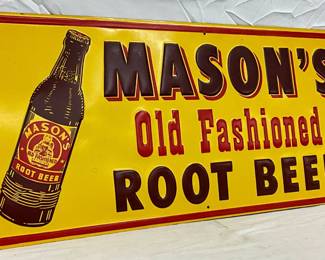 MASON'S
Old Fashioned
ROOT BEE
MASON'S
ROOT BEER